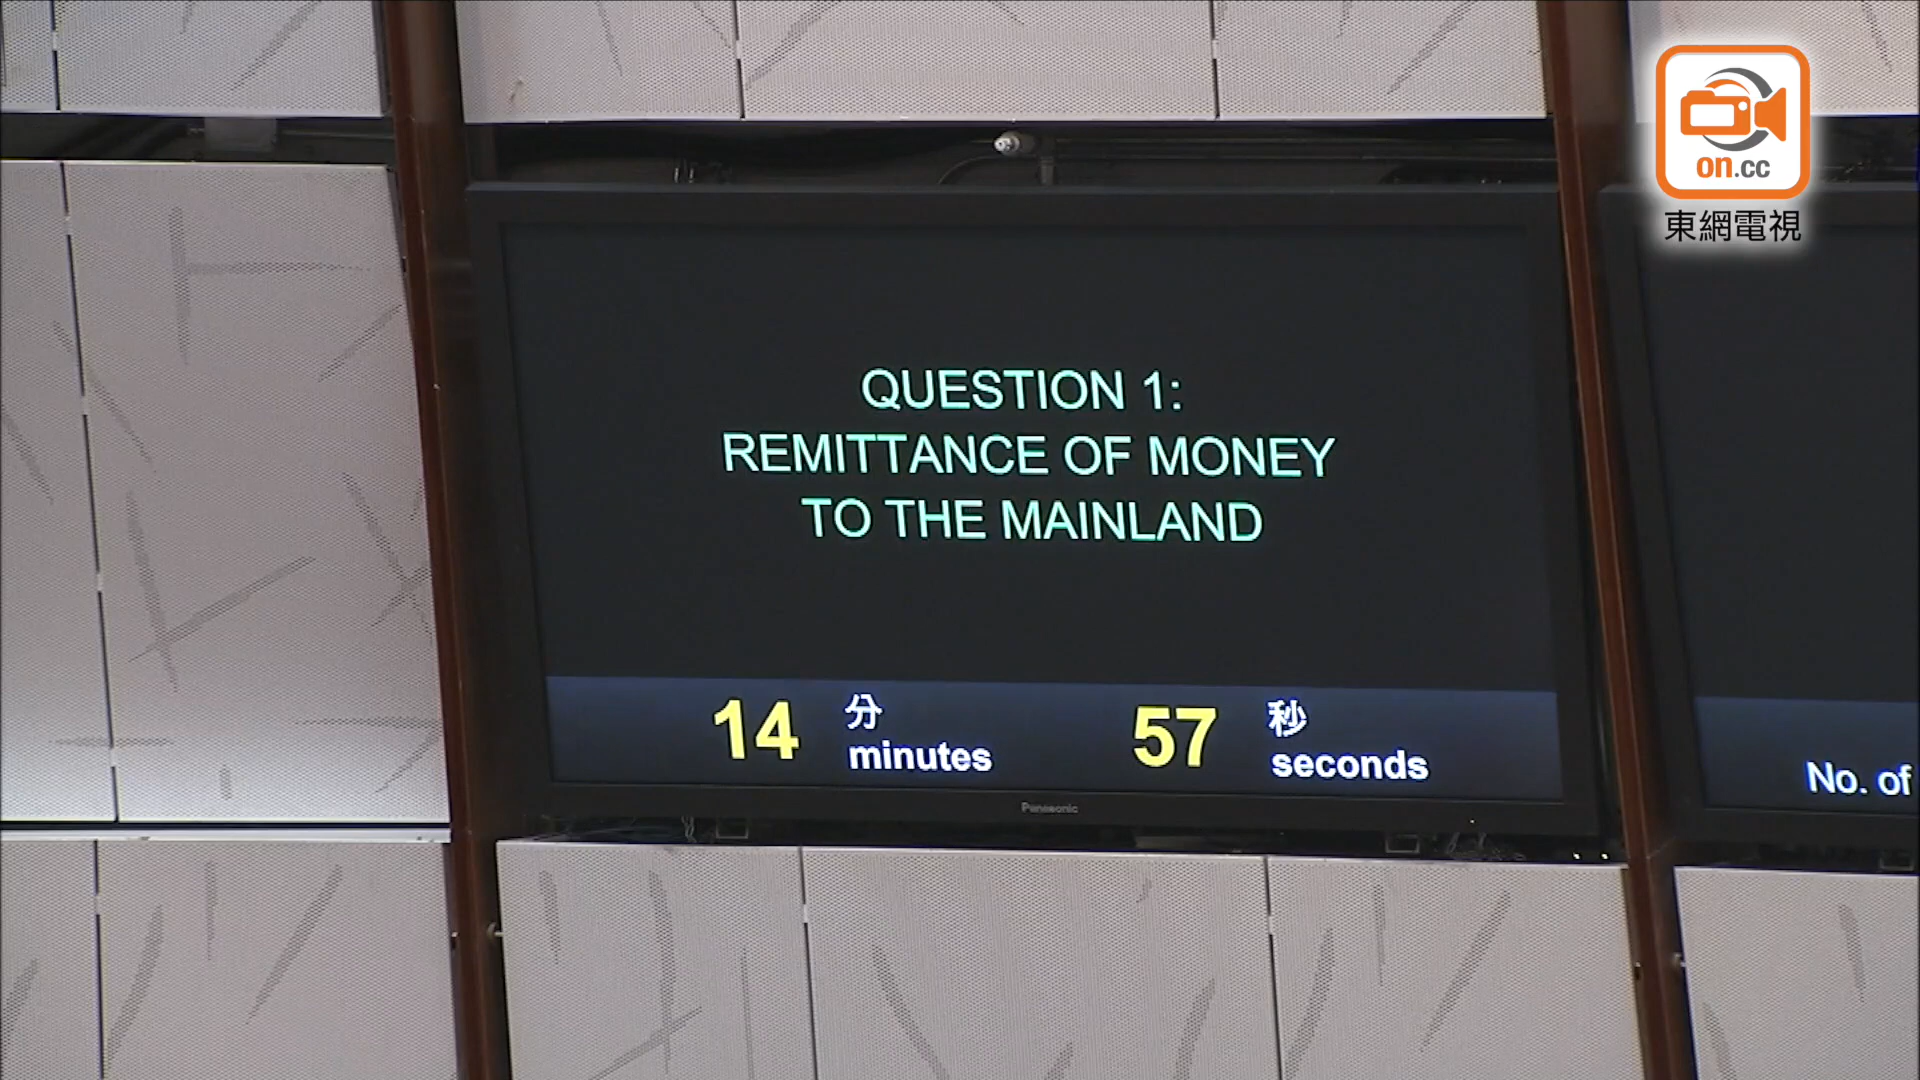 on.cc
東網電視
QUESTION 1:
REMITTANCE OF MONEY
TO THE MAINLAND
14 分 minutes 57 秒 seconds
No. of
Panasonic